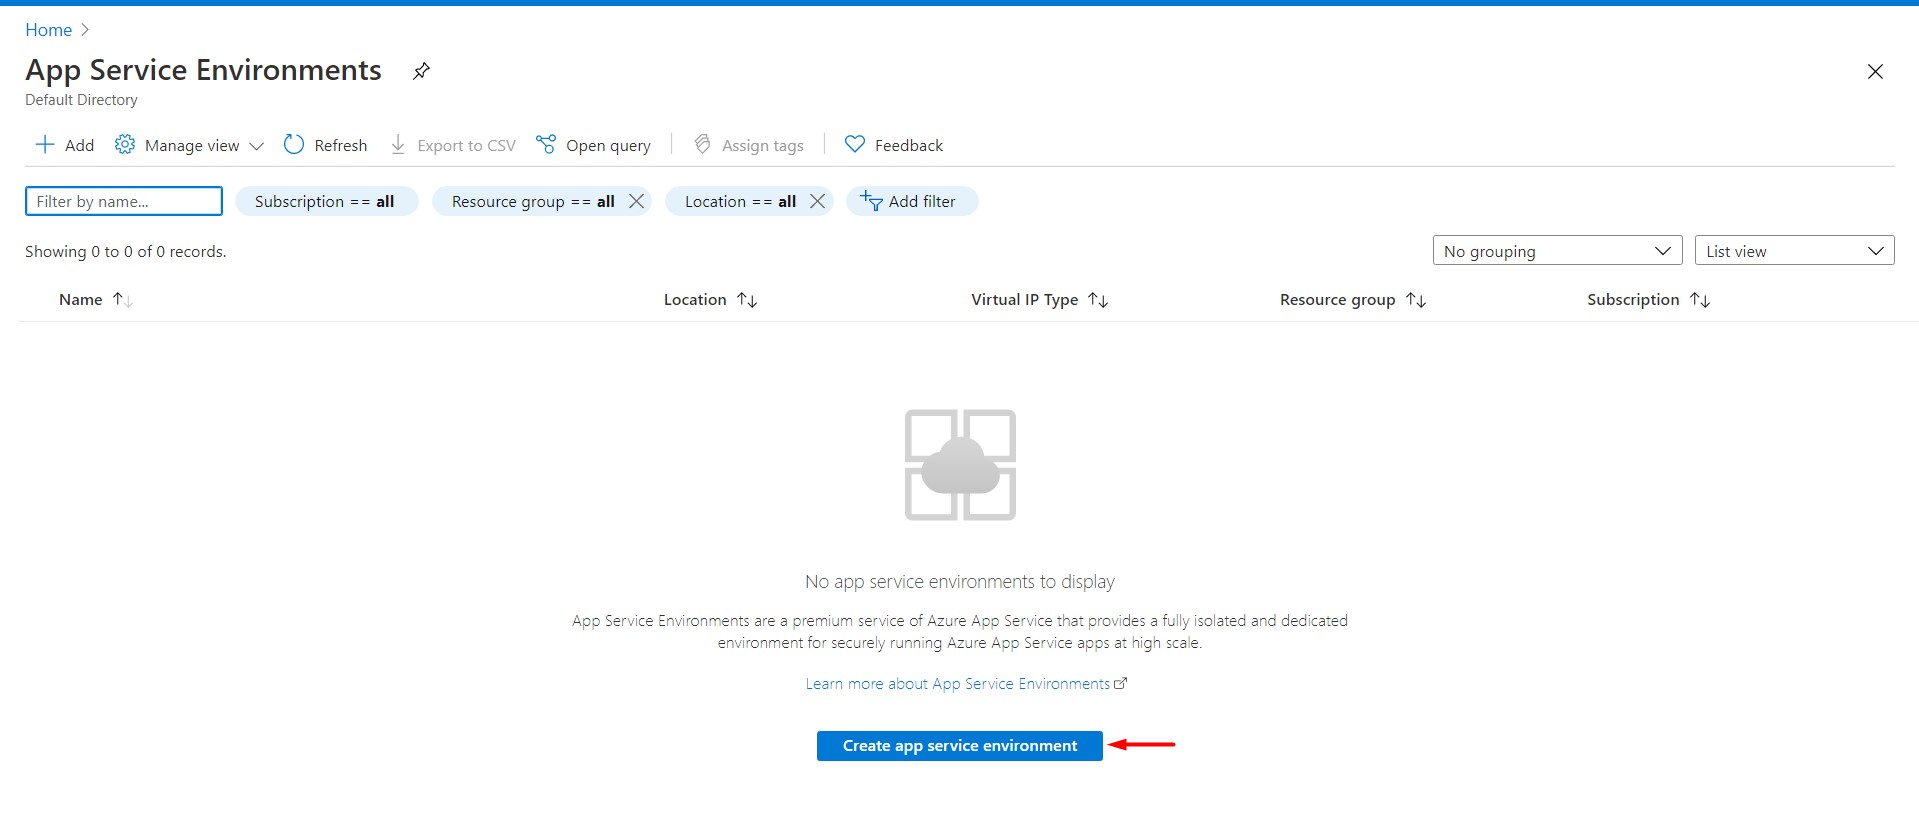 Home
App Service Environments
Default Directory
Add Manage view Refresh Export to CSV Open query Assign tags Feedback
Filter by name... Subscription == all Resource group == all Location == all Add filter
Showing 0 to 0 of 0 records. No grouping List view
Name Location Virtual IP Type Resource group Subscription
No app service environments to display
App Service Environments are a premium service of Azure App Service that provides a fully isolated and dedicated
environment for securely running Azure App Service apps at high scale.
Learn more about App Service Environments
Create app service environment